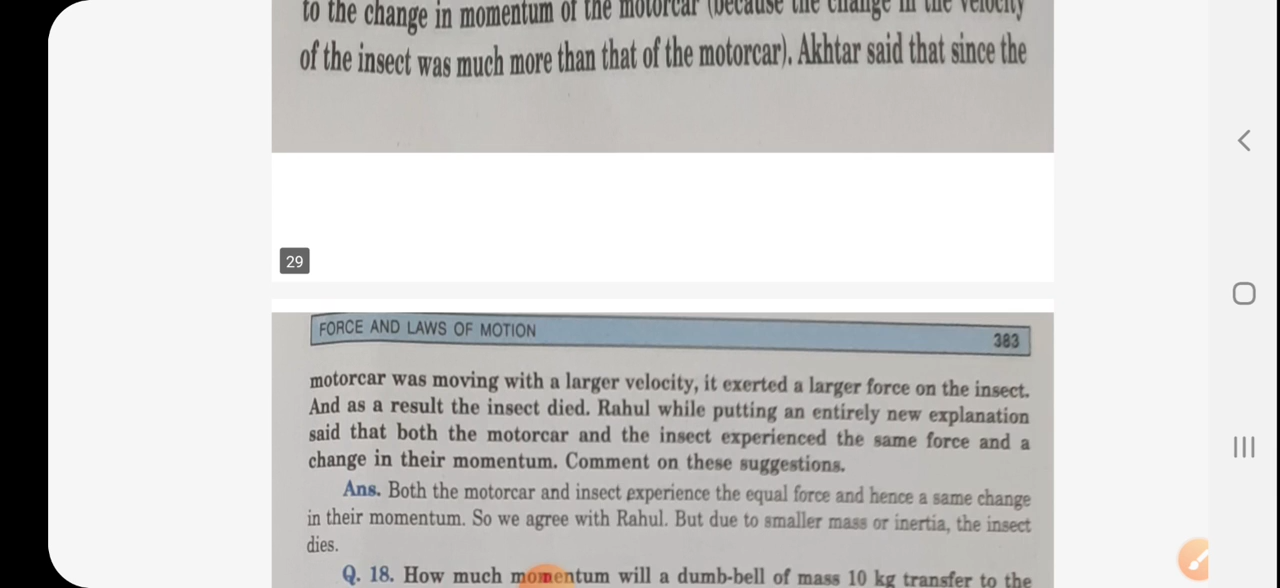 to the change in momentum of the motorcar (because the change in the velocity
of the insect was much more than that of the motorcar). Akhtar said that since the
29
FORCE AND LAWS OF MOTION 383
motorcar was moving with a larger velocity, it exerted a larger force on the insect.
And as a result the insect died. Rahul while putting an entirely new explanation
said that both the motorcar and the insect experienced the same force and a
change in their momentum. Comment on these suggestions.
Ans. Both the motorcar and insect experience the equal force and hence a same change
in their momentum. So we agree with Rahul. But due to smaller mass or inertia, the insect
dies.
Q. 18. How much momentum will a dumb-bell of mass 10 kg transfer to the